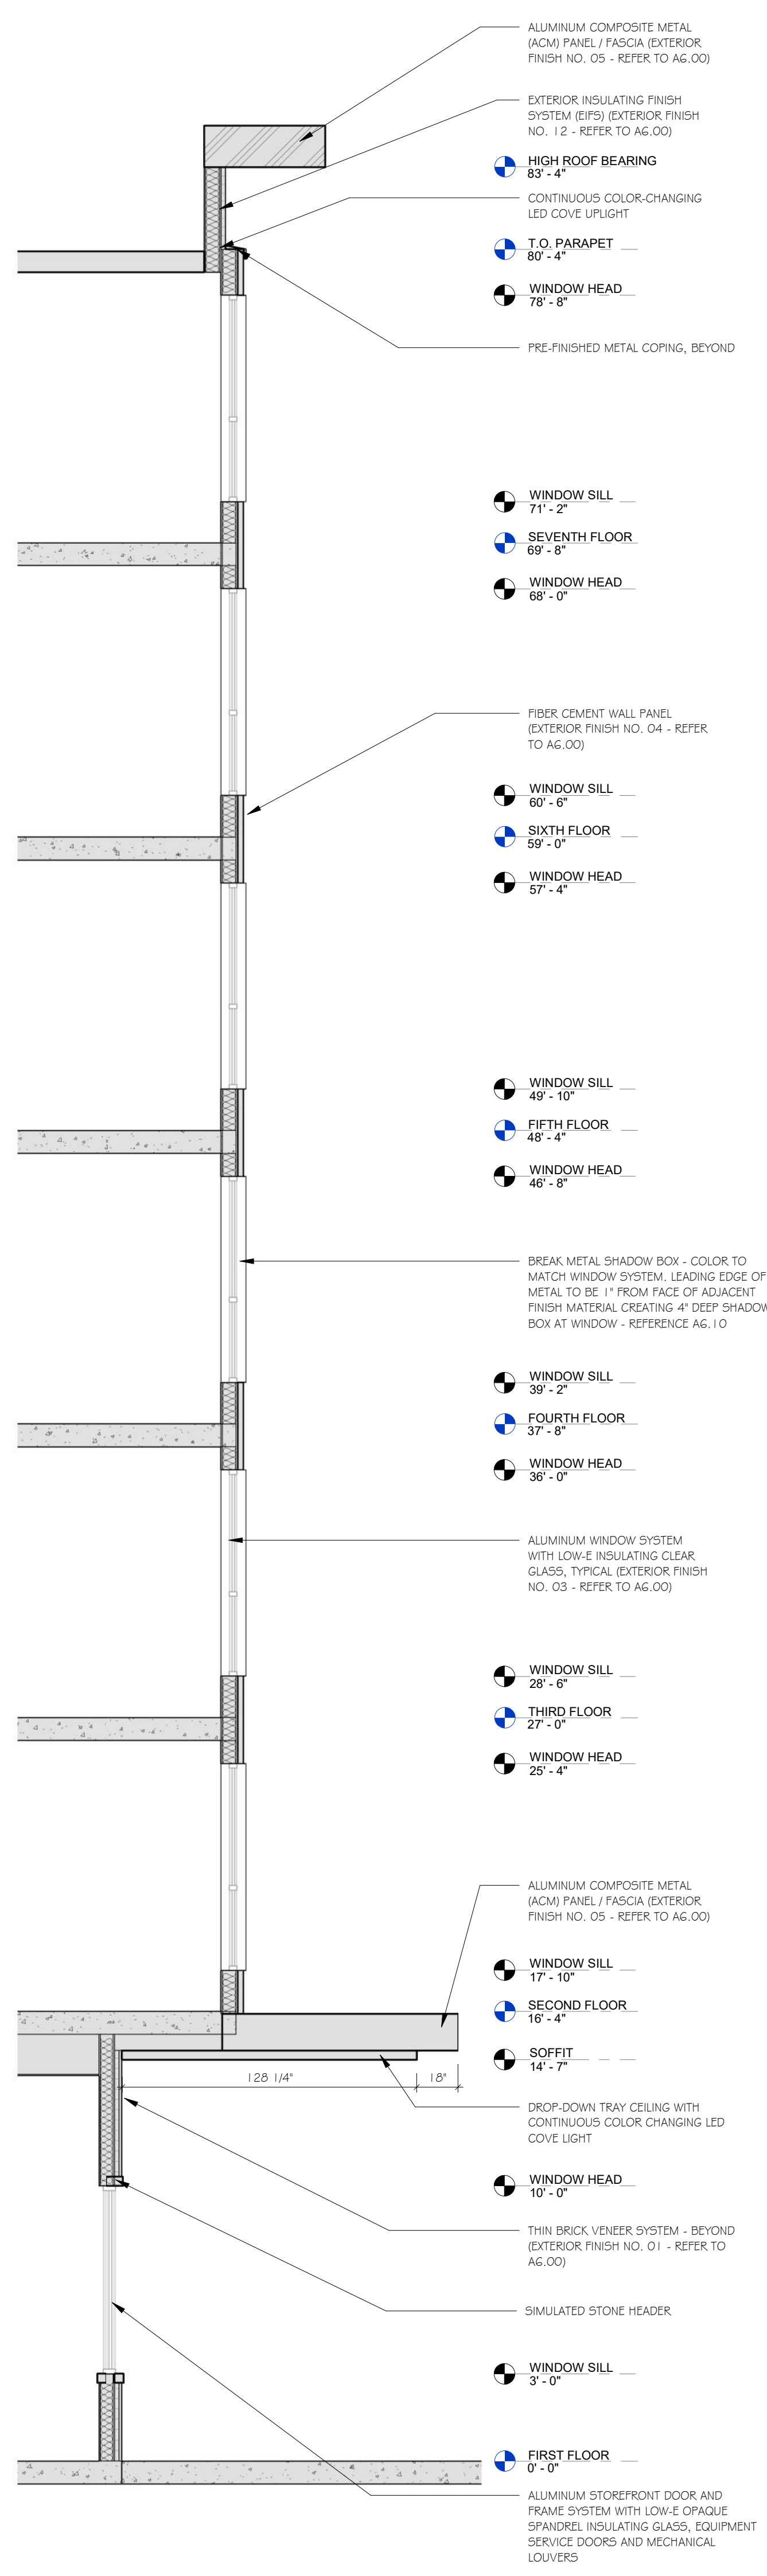 ALUMINUM COMPOSITE METAL
(ACM) PANEL / FASCIA (EXTERIOR
FINISH NO. 05 - REFER TO A6.00)
EXTERIOR INSULATING FINISH
SYSTEM (EIFS) (EXTERIOR FINISH
NO. 12 - REFER TO A6.00)
HIGH ROOF BEARING
83' - 4"
CONTINUOUS COLOR-CHANGING
LED COVE UPLIGHT
T.O. PARAPET
80' - 4"
WINDOW HEAD
78' - 8"
PRE-FINISHED METAL COPING, BEYOND
WINDOW SILL
71' - 2"
SEVENTH FLOOR
69' - 8"
WINDOW HEAD
68' - 0"
FIBER CEMENT WALL PANEL
(EXTERIOR FINISH NO. 04 - REFER
TO A6.00)
WINDOW SILL
60' - 6"
SIXTH FLOOR
59' - 0"
WINDOW HEAD
57' - 4"
WINDOW SILL
49' - 10"
FIFTH FLOOR
48' - 4"
WINDOW HEAD
46' - 8"
BREAK METAL SHADOW BOX - COLOR TO
MATCH WINDOW SYSTEM. LEADING EDGE OF
METAL TO BE 1" FROM FACE OF ADJACENT
FINISH MATERIAL CREATING 4" DEEP SHADOW
BOX AT WINDOW - REFERENCE A6.10
WINDOW SILL
39' - 2"
FOURTH FLOOR
37' - 8"
WINDOW HEAD
36' - 0"
ALUMINUM WINDOW SYSTEM
WITH LOW-E INSULATING CLEAR
GLASS, TYPICAL (EXTERIOR FINISH
NO. 03 - REFER TO A6.00)
WINDOW SILL
28' - 6"
THIRD FLOOR
27' - 0"
WINDOW HEAD
25' - 4"
ALUMINUM COMPOSITE METAL
(ACM) PANEL / FASCIA (EXTERIOR
FINISH NO. 05 - REFER TO A6.00)
WINDOW SILL
17' - 10"
SECOND FLOOR
16' - 4"
SOFFIT
14' - 7"
128 1/4" 18"
DROP-DOWN TRAY CEILING WITH
CONTINUOUS COLOR CHANGING LED
COVE LIGHT
WINDOW HEAD
10' - 0"
THIN BRICK VENEER SYSTEM - BEYOND
(EXTERIOR FINISH NO. 01 - REFER TO
A6.00)
SIMULATED STONE HEADER
WINDOW SILL
3' - 0"
FIRST FLOOR
0' - 0"
ALUMINUM STOREFRONT DOOR AND
FRAME SYSTEM WITH LOW-E OPAQUE
SPANDREL INSULATING GLASS, EQUIPMENT
SERVICE DOORS AND MECHANICAL
LOUVERS